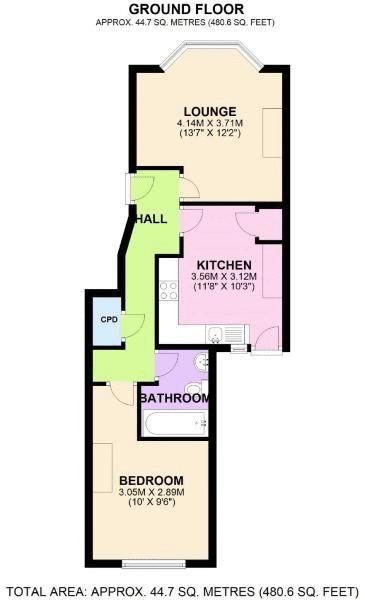 GROUND FLOOR
APPROX. 44.7 SQ. METRES (480.6 SQ. FEET)
LOUNGE
4.14M X 3.71M
(13'7" X 12'2")
HALL
KITCHEN
3.56M X 3.12M
(11'8" X 10'3")
CPD
BATHROOM
BEDROOM
3.05M X 2.89M
(10' X 9'6")
TOTAL AREA: APPROX. 44.7 SQ. METRES (480.6 SQ. FEET)